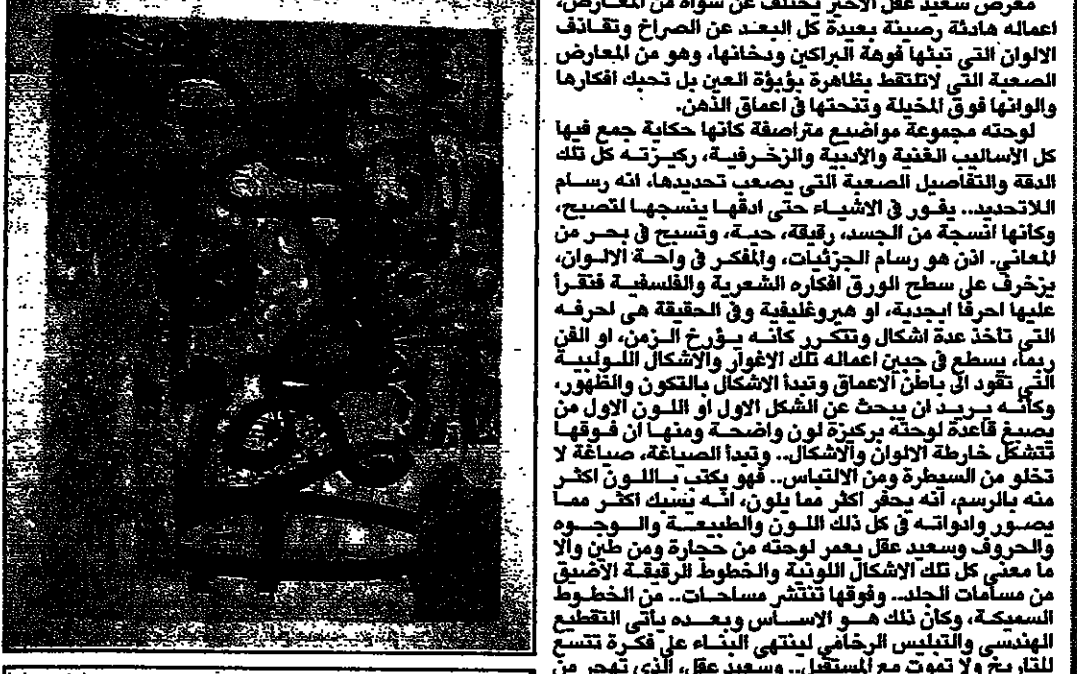 معرض سعيد عقل الاخير يختلف عن سواه من المعارض،
اعماله هادئة رصينة بعيدة كل البعد عن الصراخ وتقاذف
الالوان التي تبثها فوهة البراكين ودخانها، وهو من المعارض
الصعبة التي لاتلتقط بظاهرة بؤبؤة العين بل تحبك افكارها
والوانها فوق المخيلة وتنحتها في اعماق الذهن.
لوحته مجموعة مواضيع متراصفة كأنها حكاية جمع فيها
كل الأساليب الفنية والأدبية والزخرفية، ركيزته كل تلك
الدقة والتفاصيل الصعبة التي يصعب تحديدها، انه رسام
اللاتحديد.. يغور في الاشياء حتى ادقها ينسجها لتصبح،
وكأنها انسجة من الجسد، رقيقة، حية، وتسبح في بحر من
المعاني. اذن هو رسام الجزئيات، والمفكر في واحة الالوان،
يزخرف على سطح الورق افكاره الشعرية والفلسفية فتقرأ
عليها احرفا ابجدية، او هيروغليفية وفي الحقيقة هي احرفه
التي تأخذ عدة اشكال وتتكرر كأنه يؤرخ الزمن، او الفن
ربما، يسطع في جبين اعماله تلك الاغوار والاشكال اللولبية
التي تقود الى باطن الاعماق وتبدأ الاشكال بالتكون والظهور،
وكأنه يريد ان يبحث عن الشكل الاول او اللون الاول من
يصبغ قاعدة لوحته بركيزة لون واضحة ومنها ان فوقها
تتشكل خارطة الالوان والاشكال.. وتبدأ الصياغة، صياغة لا
تخلو من السيطرة ومن الالتباس.. فهو يكتب باللون اكثر
منه بالرسم، انه يحفر اكثر مما يلون، انه يسبك اكثر مما
يصور وادواته في كل ذلك اللون والطبيعة والوجوه
والحروف وسعيد عقل يعمر لوحته من حجارة ومن طين والا
ما معنى كل تلك الاشكال اللونية والخطوط الرقيقة الأضيق
من مسامات الجلد.. وفوقها تنتشر مساحات.. من الخطوط
السميكة، وكأن ذلك هو الاساس وبعده يأتي التقطيع
الهندسي والتبليس الرخامي لينتهي البناء على فكرة تتسع
للتاريخ ولا تموت مع المستقبل.. وسعيد عقل، الذي تهجر من